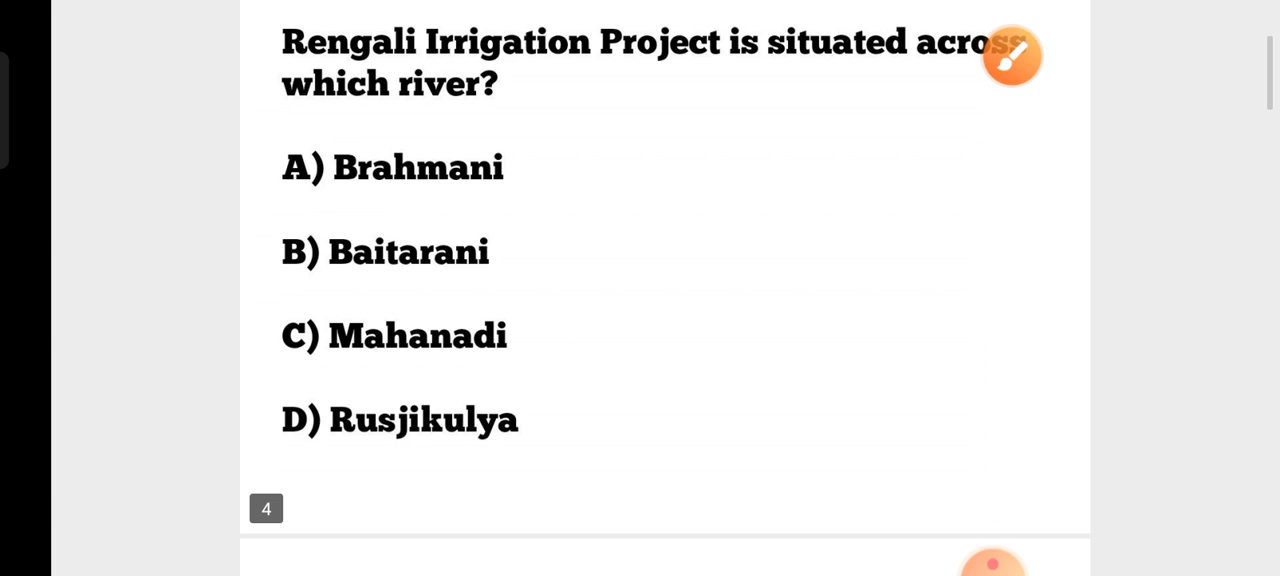 Rengali Irrigation Project is situated across
which river?
A) Brahmani
B) Baitarani
C) Mahanadi
D) Rusjikulya
4